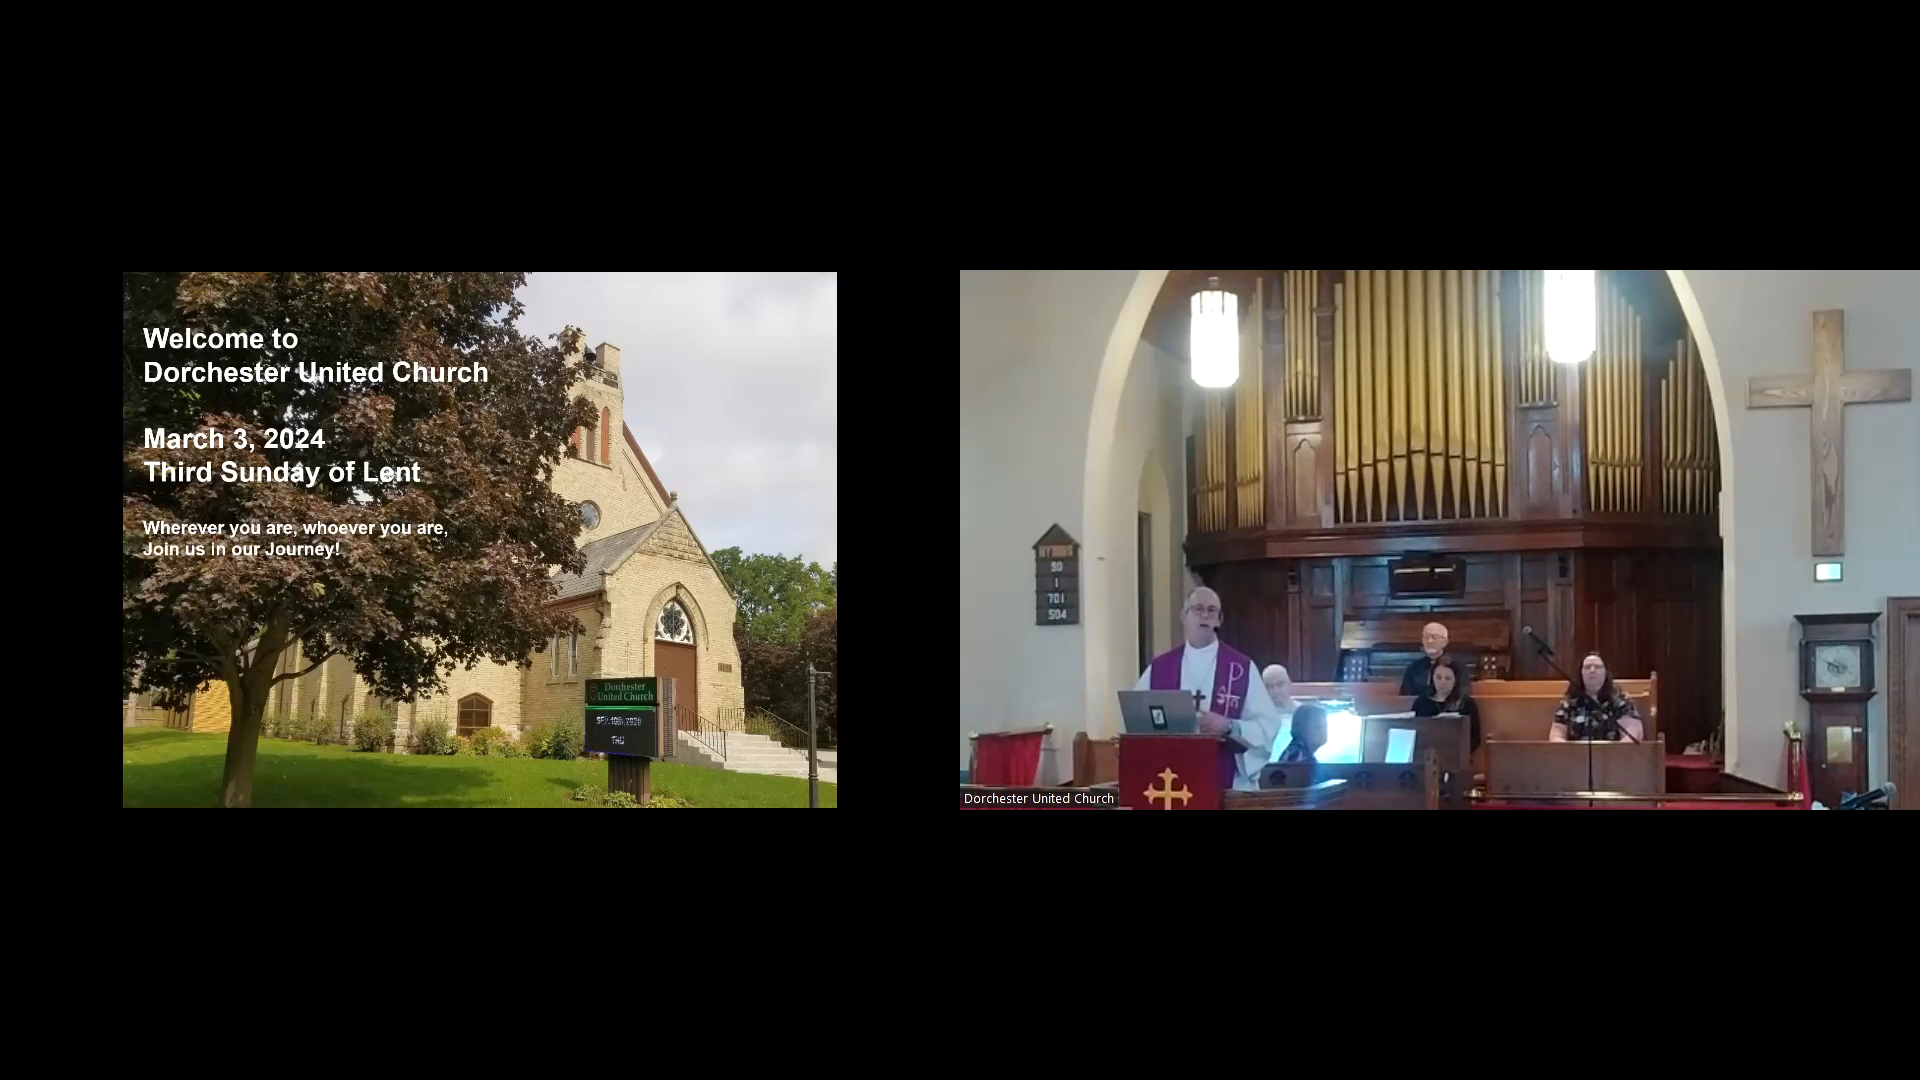 Welcome to
Dorchester United Church
March 3, 2024
Third Sunday of Lent
Wherever you are, whoever you are,
Join us in our Journey!
Dorchester
United Church
THU
HYMNS
90
1
701
504
Dorchester United Church